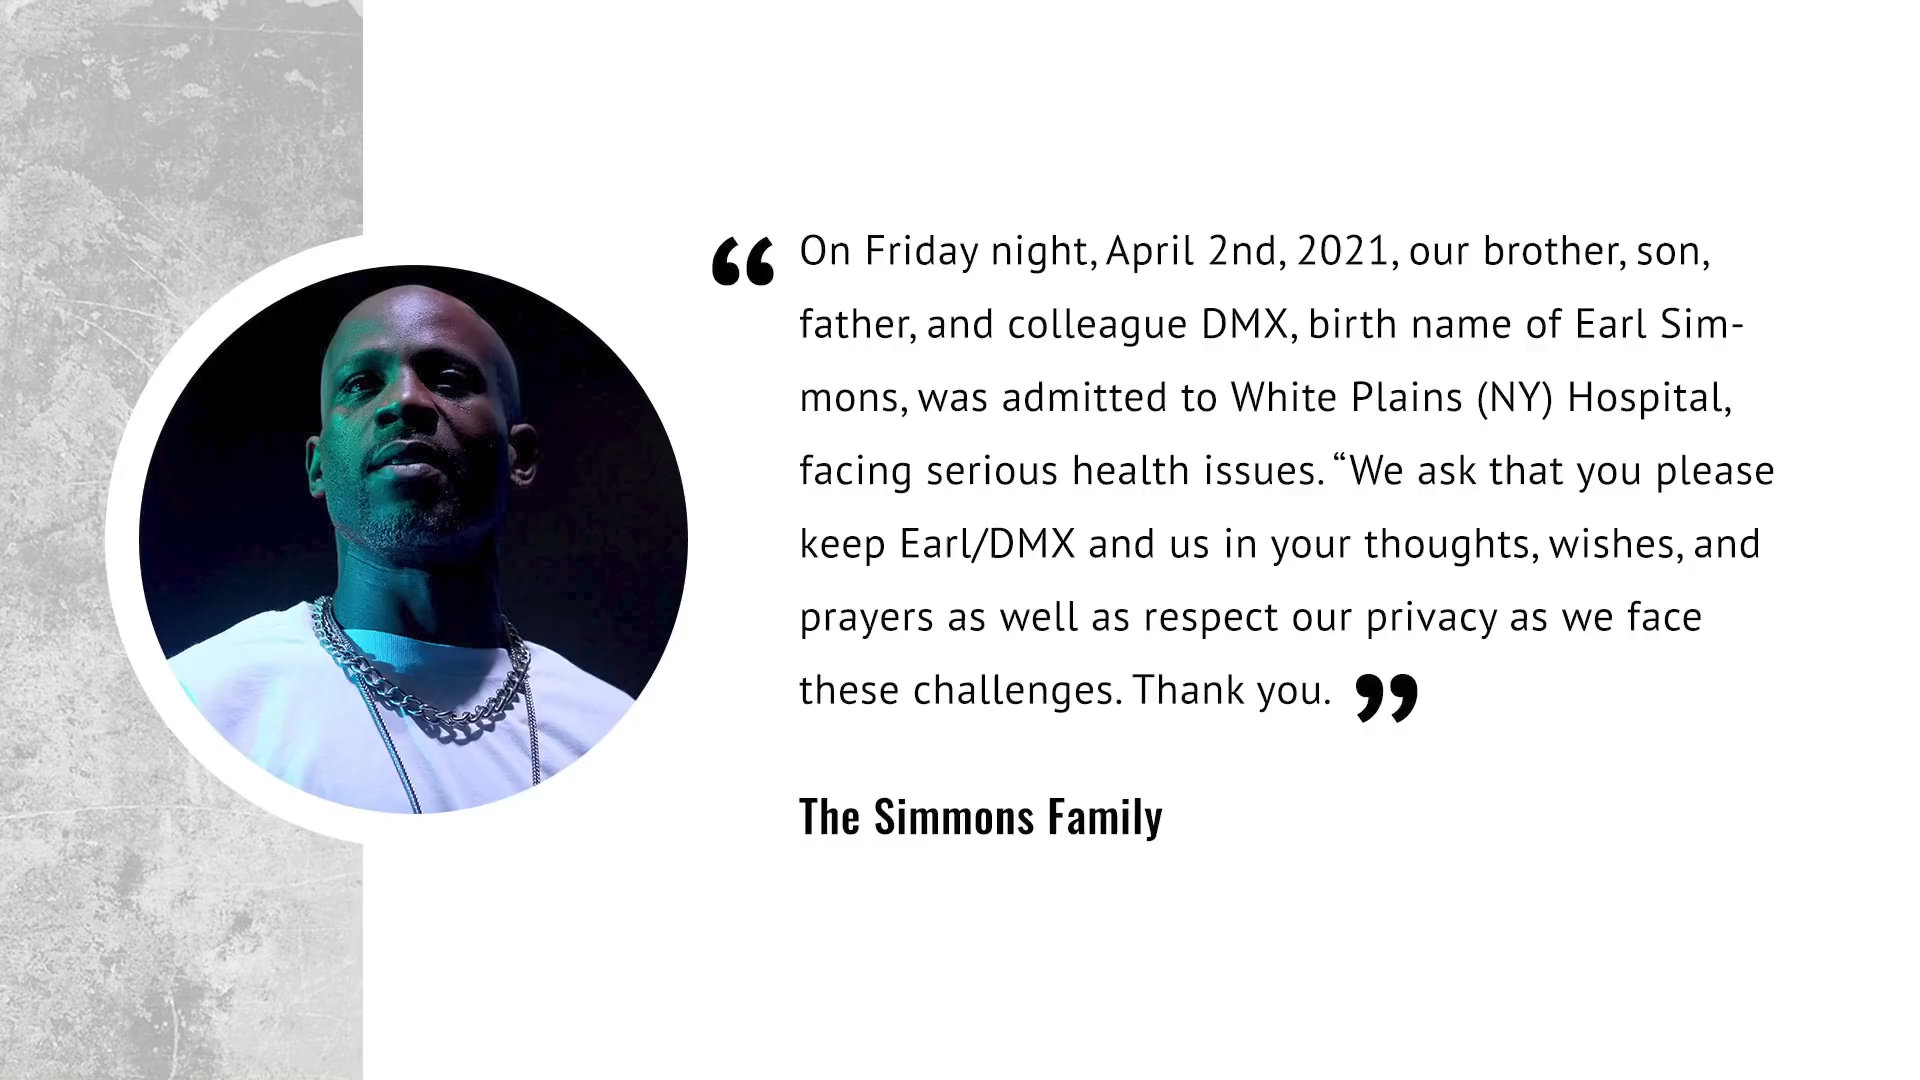 “ On Friday night, April 2nd, 2021, our brother, son,
father, and colleague DMX, birth name of Earl Sim-
mons, was admitted to White Plains (NY) Hospital,
facing serious health issues. “We ask that you please
keep Earl/DMX and us in your thoughts, wishes, and
prayers as well as respect our privacy as we face
these challenges. Thank you. ”
The Simmons Family